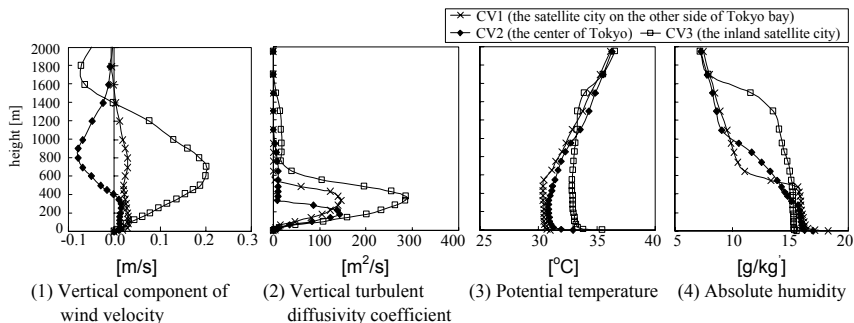 CV1 (the satellite city on the other side of Tokyo bay)
CV2 (the center of Tokyo) CV3 (the inland satellite city)
height [m]
2000
1800
1600
1400
1200
1000
800
600
400
200
0
-0.1 0.0 0.1 0.2 0.3
0 100 200 300 400
25 30 35 40
5 10 15 20
[m/s] [m²/s] [°C] [g/kg']
(1) Vertical component of wind velocity
(2) Vertical turbulent diffusivity coefficient
(3) Potential temperature
(4) Absolute humidity